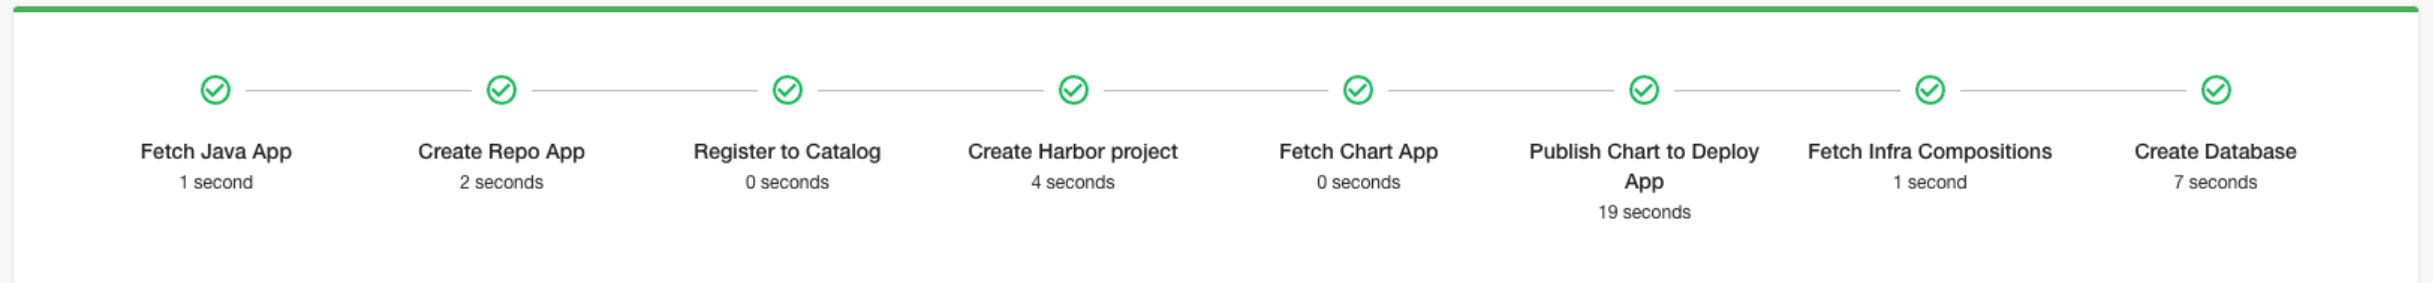 Fetch Java App
1 second
Create Repo App
2 seconds
Register to Catalog
0 seconds
Create Harbor project
4 seconds
Fetch Chart App
0 seconds
Publish Chart to Deploy
App
19 seconds
Fetch Infra Compositions
1 second
Create Database
7 seconds